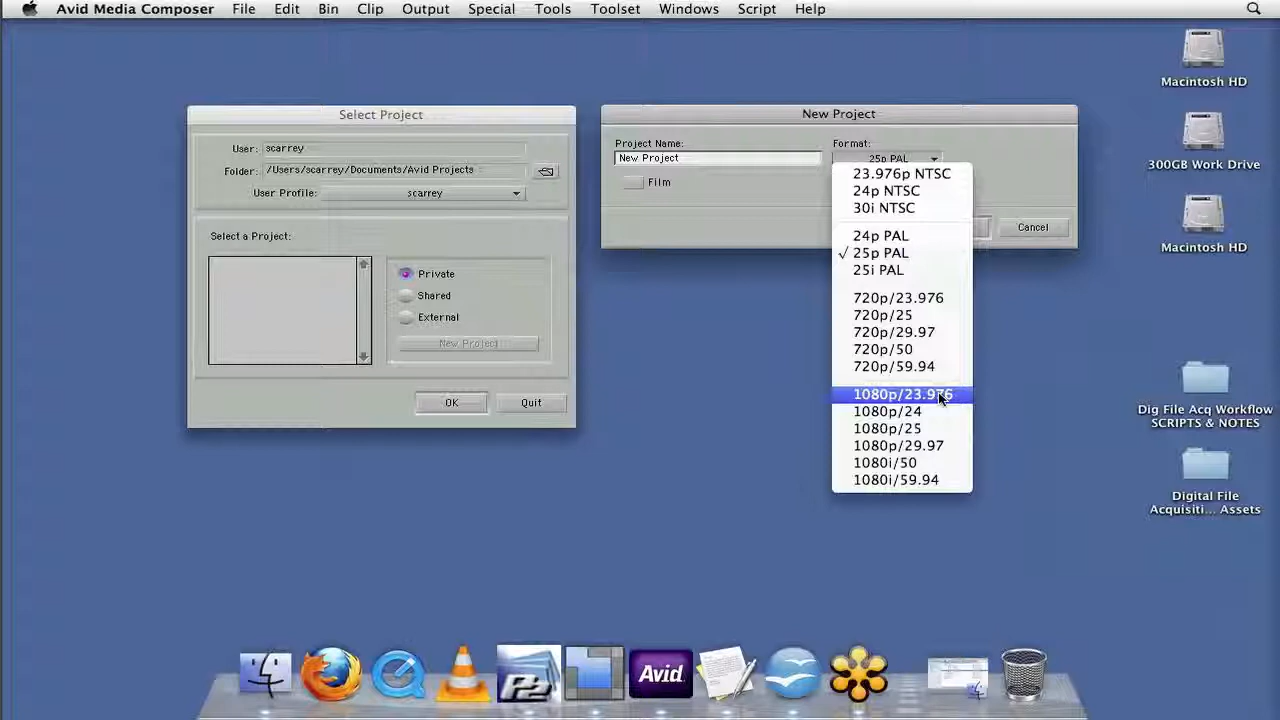 Avid Media Composer File Edit Bin Clip Output Special Tools Toolset Windows Script Help
Select Project
User: scarrey
Folder: /Users/scarrey/Documents/Avid Projects
User Profile: scarrey
Select a Project:
Private
Shared
External
New Project
OK Quit
New Project
Project Name: Format:
New Project 25p PAL
Film
Cancel
23.976p NTSC
24p NTSC
30i NTSC
24p PAL
✓ 25p PAL
25i PAL
720p/23.976
720p/25
720p/29.97
720p/50
720p/59.94
1080p/23.976
1080p/24
1080p/25
1080p/29.97
1080i/50
1080i/59.94
Macintosh HD
300GB Work Drive
Macintosh HD
Dig File Acq Workflow
SCRIPTS & NOTES
Digital File
Acquisiti... Assets
P2
Avid